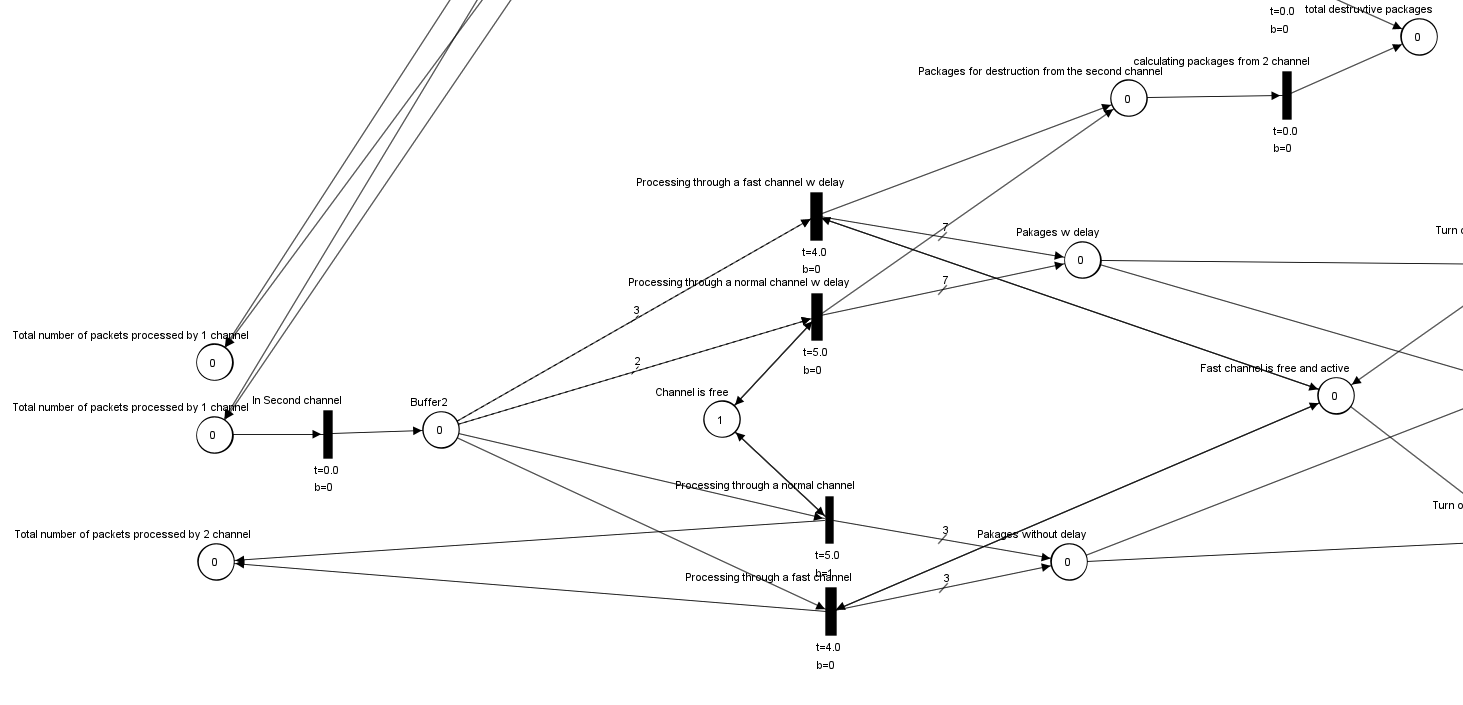 total destruvtive packages
t=0.0
b=0
0
calculating packages from 2 channel
Packages for destruction from the second channel
0
t=0.0
b=0
Processing through a fast channel w delay
7
Pakages w delay
Turn
t=4.0
0
b=0
Processing through a normal channel w delay
7
3
Total number of packets processed by 1 channel
t=5.0
0
2
b=0
Fast channel is free and active
Channel is free
0
Total number of packets processed by 1 channel
In Second channel
Buffer2
1
0
0
t=0.0
b=0
Processing through a normal channel
Turn
Total number of packets processed by 2 channel
3
Pakages without delay
t=5.0
0
0
b=1
Processing through a fast channel
3
t=4.0
b=0